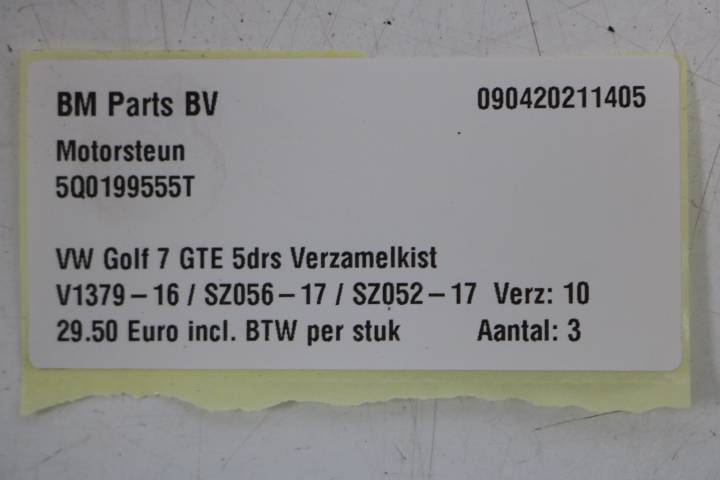 BM Parts BV 090420211405
Motorsteun
5Q0199555T
VW Golf 7 GTE 5drs Verzamelkist
V1379-16 / SZ056-17 / SZ052-17 Verz: 10
29.50 Euro incl. BTW per stuk Aantal: 3